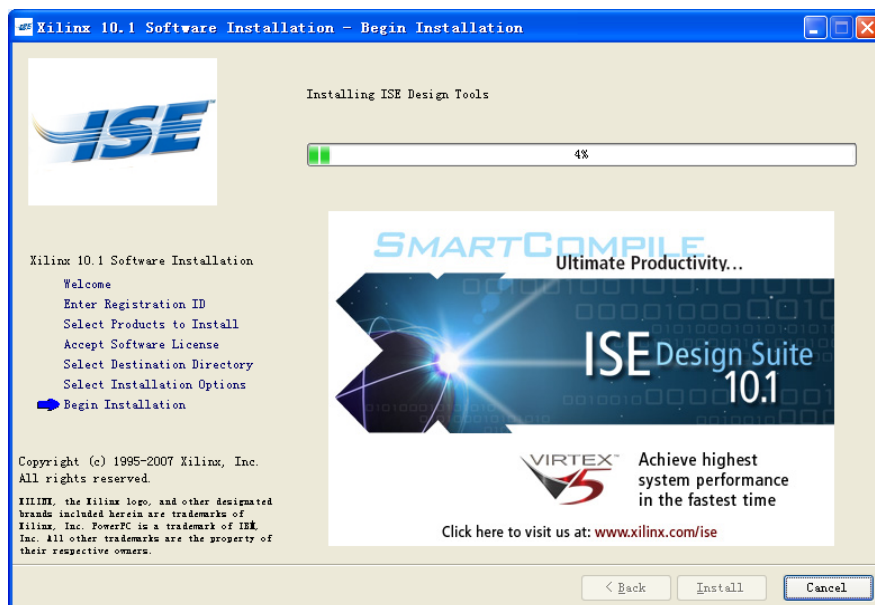 Xilinx 10.1 Software Installation - Begin Installation
ISE
Installing ISE Design Tools
4%
Xilinx 10.1 Software Installation
Welcome
Enter Registration ID
Select Products to Install
Accept Software License
Select Destination Directory
Select Installation Options
Begin Installation
Copyright (c) 1995-2007 Xilinx, Inc.
All rights reserved.
XILINX, the Xilinx logo, and other designated
brands included herein are trademarks of
Xilinx, Inc. PowerPC is a trademark of IBM,
Inc. All other trademarks are the property of
their respective owners.
SMARTCOMPILE
Ultimate Productivity...
ISE Design Suite
10.1
VIRTEX™ 5
Achieve highest
system performance
in the fastest time
Click here to visit us at: www.xilinx.com/ise
< Back
Install
Cancel